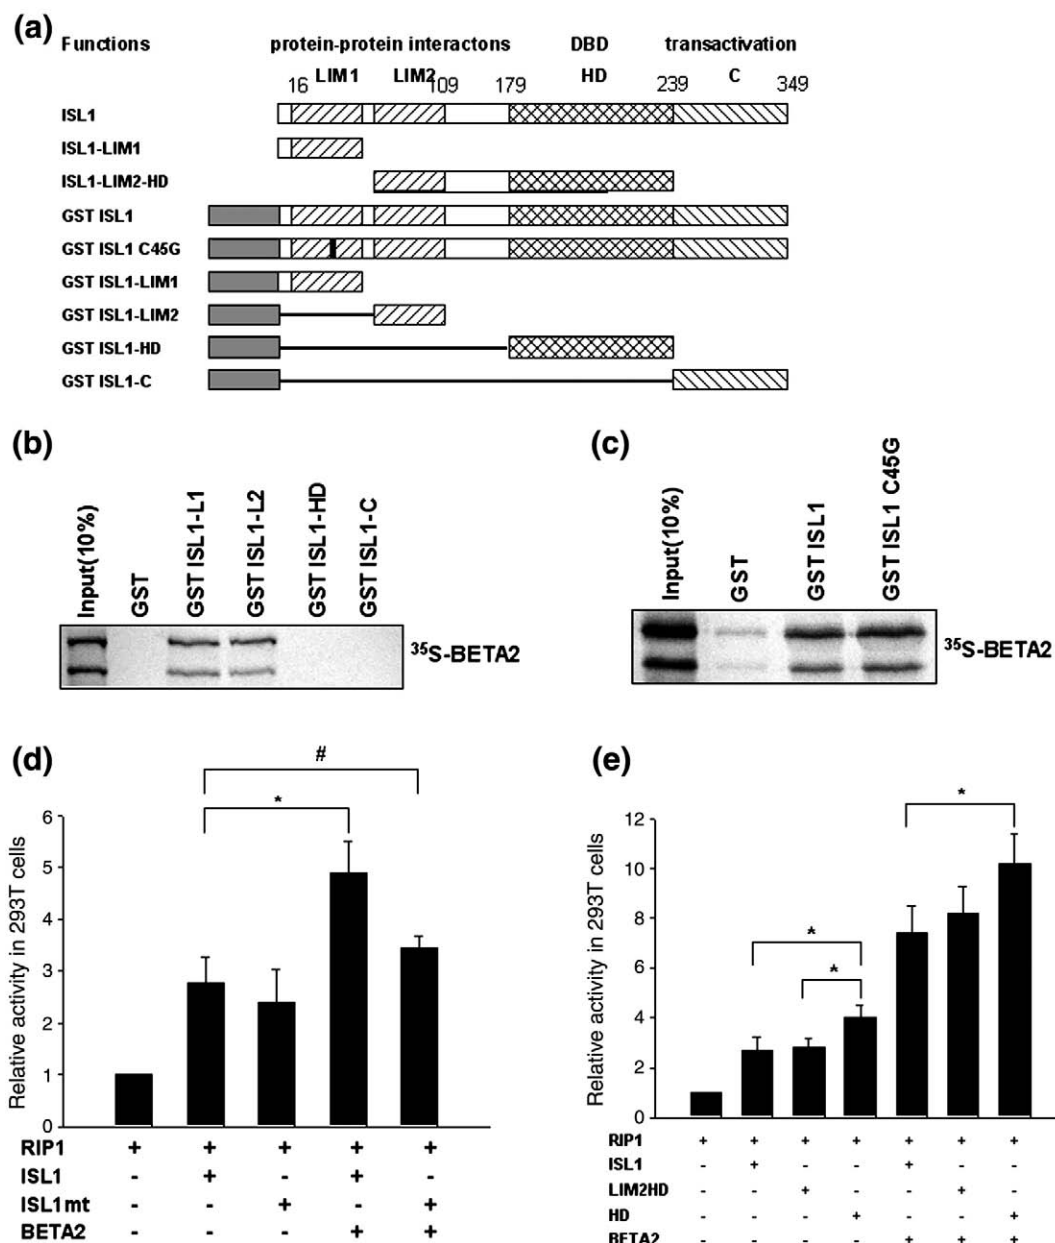 (a)
Functions protein-protein interactons DBD transactivation
LIM1 LIM2 HD C
16 109 179 239 349
ISL1
ISL1-LIM1
ISL1-LIM2-HD
GST ISL1
GST ISL1 C45G
GST ISL1-LIM1
GST ISL1-LIM2
GST ISL1-HD
GST ISL1-C
(b)
Input(10%)
GST
GST ISL1-L1
GST ISL1-L2
GST ISL1-HD
GST ISL1-C
35S-BETA2
(c)
Input(10%)
GST
GST ISL1
GST ISL1 C45G
35S-BETA2
(d)
#
*
Relative activity in 293T cells
6
5
4
3
2
1
0
RIP1 + + + + +
ISL1 - + - + -
ISL1mt - - + - +
BETA2 - - - + +
(e)
*
*
*
Relative activity in 293T cells
12
10
8
6
4
2
0
RIP1 + + + + + + +
ISL1 - + - - + - -
LIM2HD - - + - - + -
HD - - - + - - +
BETA2 - - - - + + +